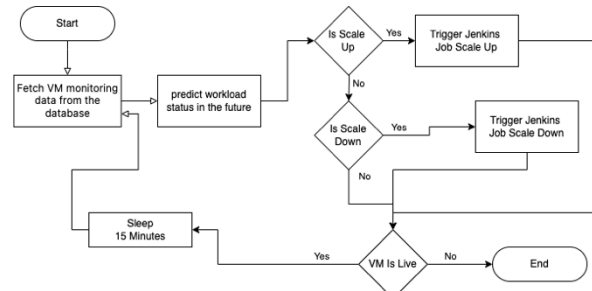 Start
Fetch VM monitoring
data from the
database
predict workload
status in the future
Is Scale
Up
Yes
Trigger Jenkins
Job Scale Up
No
Is Scale
Down
Yes
Trigger Jenkins
Job Scale Down
No
Sleep
15 Minutes
Yes
VM Is Live
No
End